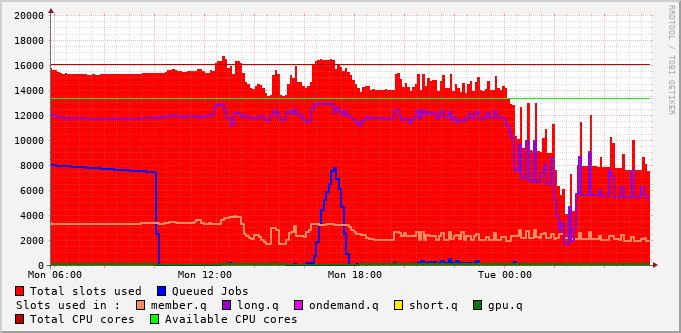 20000
18000
16000
14000
12000
10000
8000
6000
4000
2000
0
Mon 06:00 Mon 12:00 Mon 18:00 Tue 00:00
Total slots used Queued Jobs
Slots used in : member.q long.q ondemand.q short.q gpu.q
Total CPU cores Available CPU cores
RRDTOOL / TOBI OETIKER